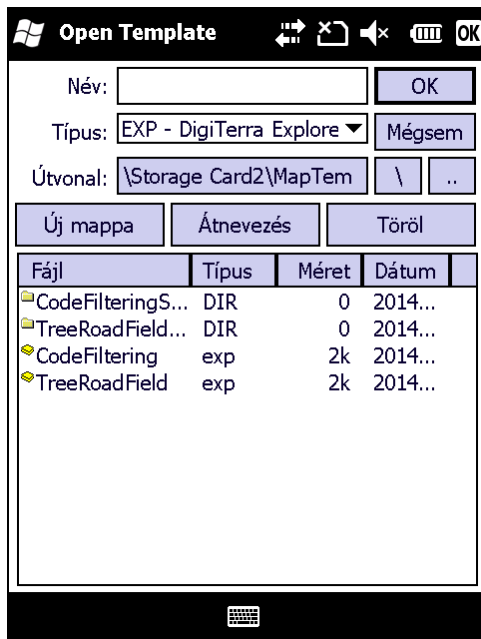 Open Template OK
Név: OK
Típus: EXP - DigiTerra Explore Mégsem
Útvonal: \Storage Card2\MapTem \ ..
Új mappa Átnevezés Töröl
Fájl Típus Méret Dátum
CodeFilteringS... DIR 0 2014...
TreeRoadField... DIR 0 2014...
CodeFiltering exp 2k 2014...
TreeRoadField exp 2k 2014...